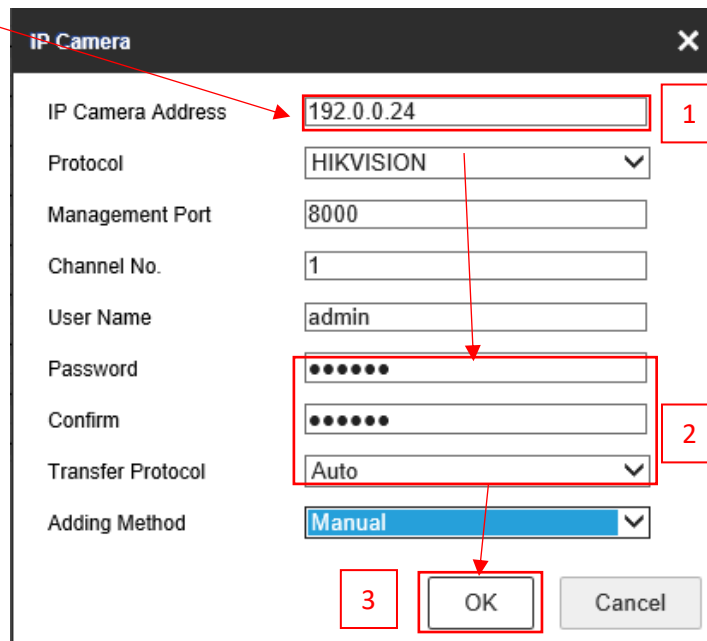 IP Camera
IP Camera Address 192.0.0.24 1
Protocol HIKVISION
Management Port 8000
Channel No. 1
User Name admin
Password ●●●●●●
Confirm ●●●●●● 2
Transfer Protocol Auto
Adding Method Manual
3 OK Cancel